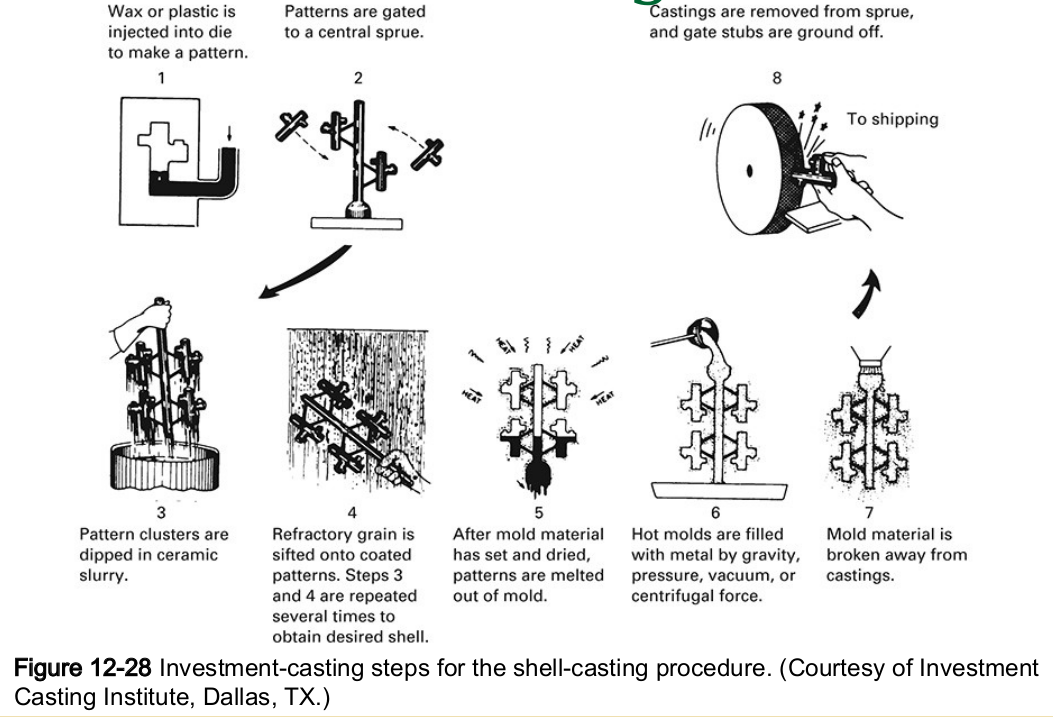 Wax or plastic is
injected into die
to make a pattern.
1
Patterns are gated
to a central sprue.
2
Castings are removed from sprue,
and gate stubs are ground off.
8
To shipping
3
Pattern clusters are
dipped in ceramic
slurry.
4
Refractory grain is
sifted onto coated
patterns. Steps 3
and 4 are repeated
several times to
obtain desired shell.
HEAT
HEAT
HEAT
HEAT
5
After mold material
has set and dried,
patterns are melted
out of mold.
6
Hot molds are filled
with metal by gravity,
pressure, vacuum, or
centrifugal force.
7
Mold material is
broken away from
castings.
Figure 12-28 Investment-casting steps for the shell-casting procedure. (Courtesy of Investment
Casting Institute, Dallas, TX.)